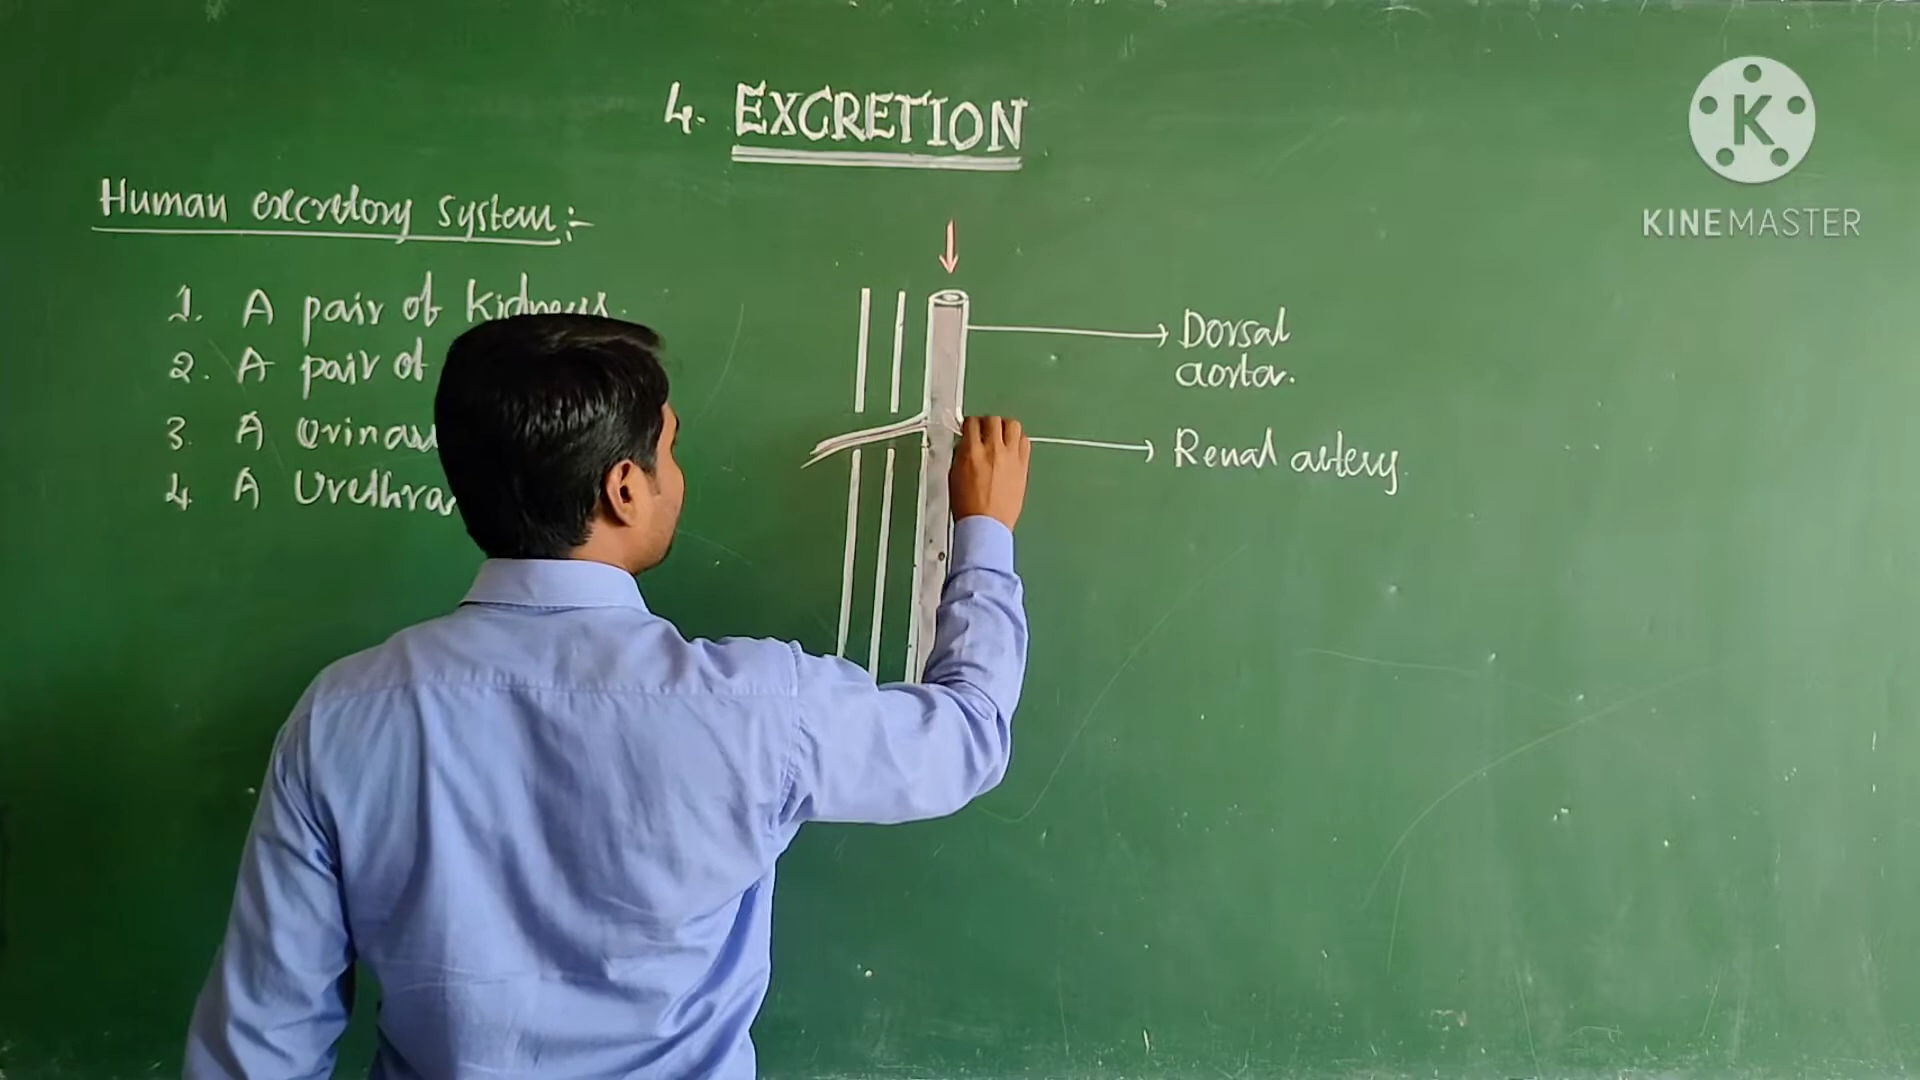 4. EXCRETION
Human excretory system:-
1. A pair of kidneys.
2. A pair of
3. A
4. A Urethra
Dorsal
aorta.
Renal artery.
K
KINEMASTER